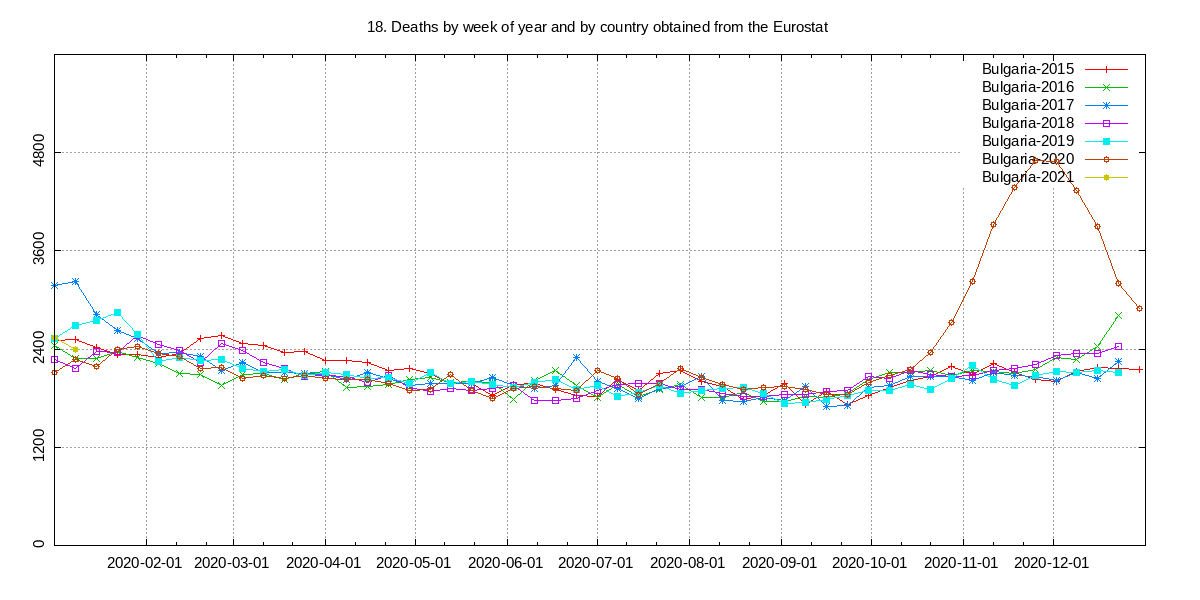 18. Deaths by week of year and by country obtained from the Eurostat
Bulgaria-2015
Bulgaria-2016
Bulgaria-2017
Bulgaria-2018
Bulgaria-2019
Bulgaria-2020
Bulgaria-2021
4800
3600
2400
1200
0
2020-02-01 2020-03-01 2020-04-01 2020-05-01 2020-06-01 2020-07-01 2020-08-01 2020-09-01 2020-10-01 2020-11-01 2020-12-01